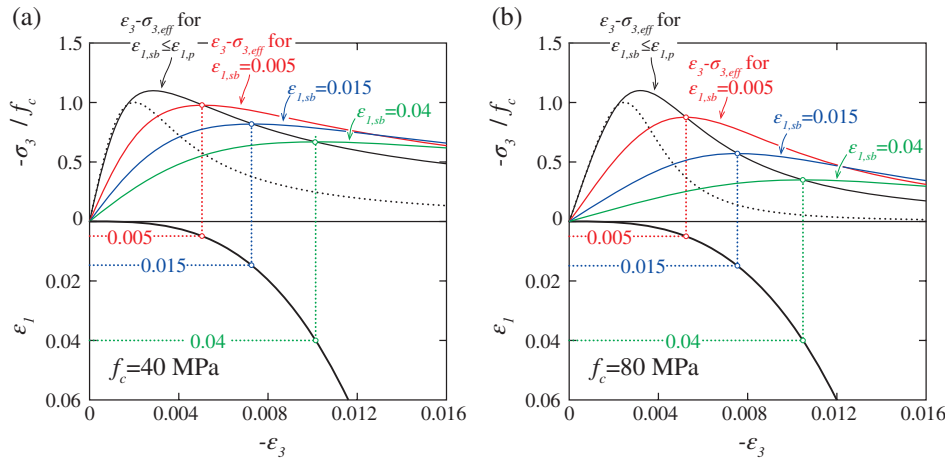 (a)
ε3-σ3,eff for
ε1,sb≤ε1,p
ε3-σ3,eff for
ε1,sb=0.005
ε1,sb=0.015
ε1,sb=0.04
-σ3 / fc
1.5
1.0
0.5
0
0.005
0.015
0.04
0.02
0.04
0.06
ε1
fc=40 MPa
0 0.004 0.008 0.012 0.016
-ε3
(b)
ε3-σ3,eff for
ε1,sb≤ε1,p
ε3-σ3,eff for
ε1,sb=0.005
ε1,sb=0.015
ε1,sb=0.04
-σ3 / fc
1.5
1.0
0.5
0
0.005
0.015
0.04
0.02
0.04
0.06
ε1
fc=80 MPa
0 0.004 0.008 0.012 0.016
-ε3